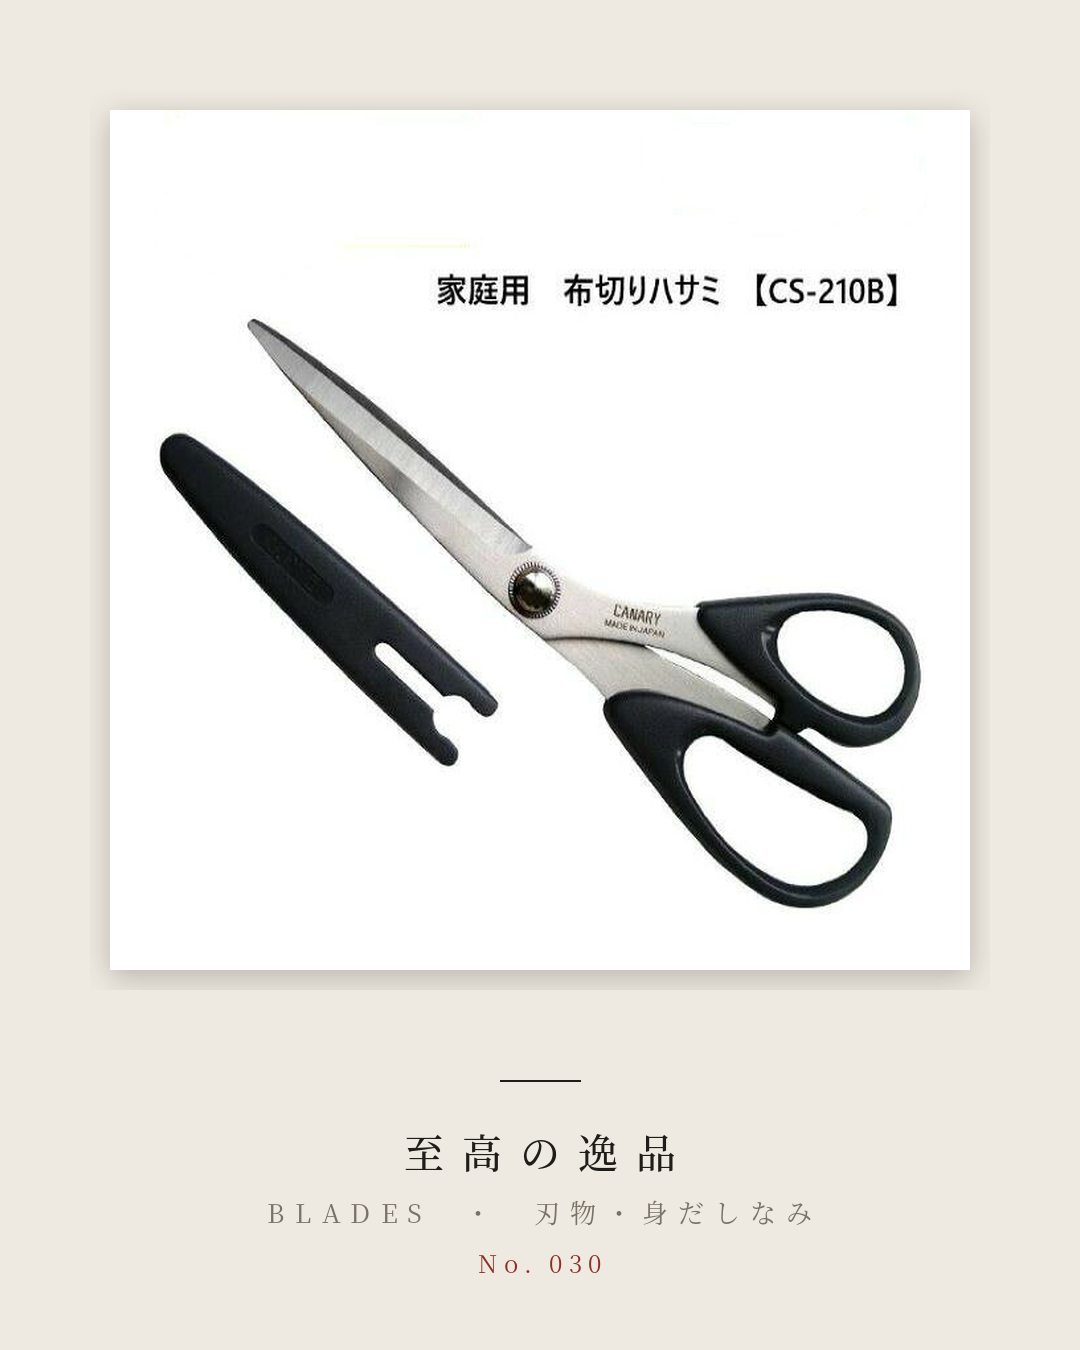 家庭用　布切りハサミ　【CS-210B】
CANARY
MADE IN JAPAN
至高の逸品
BLADES ・ 刃物・身だしなみ
No. 030